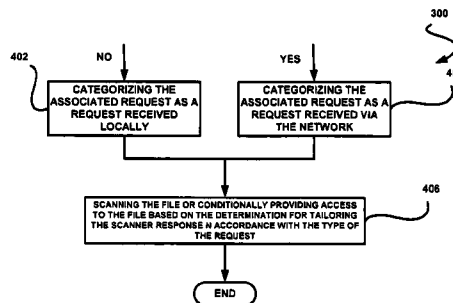 300
402
NO
YES
4
CATEGORIZING THE
ASSOCIATED REQUEST AS A
REQUEST RECEIVED
LOCALLY
CATEGORIZING THE
ASSOCIATED REQUEST AS A
REQUEST RECEIVED VIA
THE NETWORK
SCANNING THE FILE OR CONDITIONALLY PROVIDING ACCESS
TO THE FILE BASED ON THE DETERMINATION FOR TAILORING
THE SCANNER RESPONSE N ACCORDANCE WITH THE TYPE OF
THE REQUEST
406
END